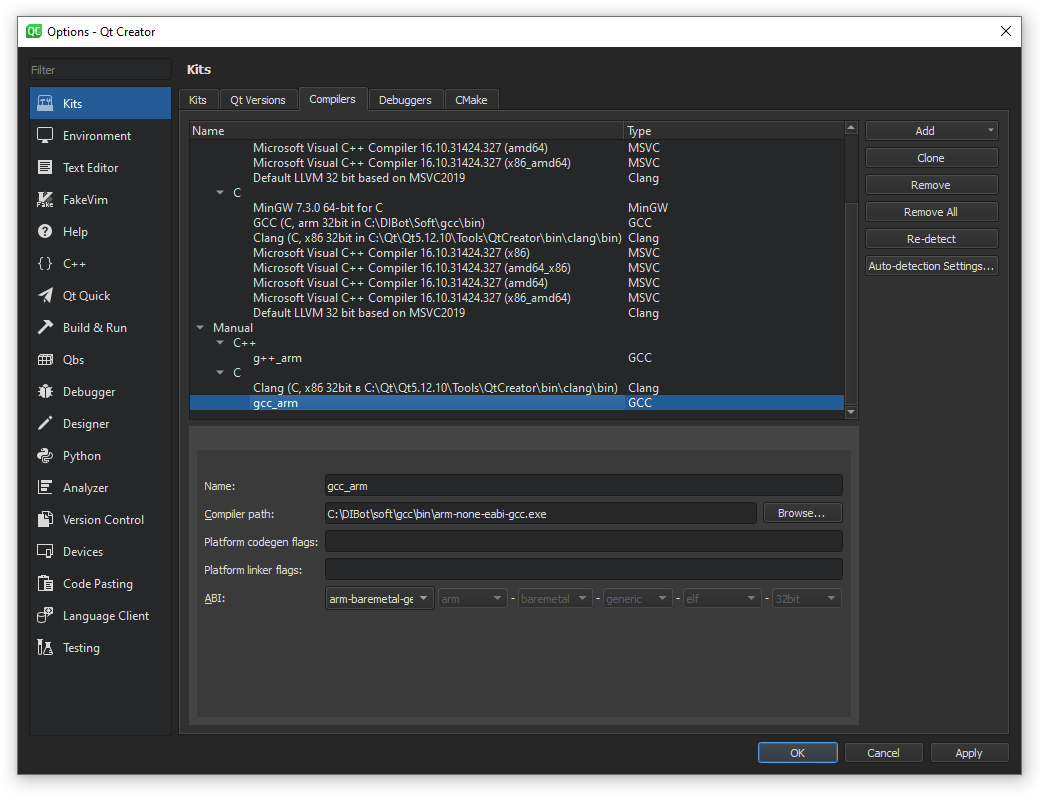 Options - Qt Creator
Filter
Kits
Environment
Text Editor
FakeVim
Help
C++
Qt Quick
Build & Run
Qbs
Debugger
Designer
Python
Analyzer
Version Control
Devices
Code Pasting
Language Client
Testing
Kits
Kits Qt Versions Compilers Debuggers CMake
Name Type
Microsoft Visual C++ Compiler 16.10.31424.327 (amd64) MSVC
Microsoft Visual C++ Compiler 16.10.31424.327 (x86_amd64) MSVC
Default LLVM 32 bit based on MSVC2019 Clang
C
MinGW 7.3.0 64-bit for C MinGW
GCC (C, arm 32bit in C:\DIBot\Soft\gcc\bin) GCC
Clang (C, x86 32bit in C:\Qt\Qt5.12.10\Tools\QtCreator\bin\clang\bin) Clang
Microsoft Visual C++ Compiler 16.10.31424.327 (x86) MSVC
Microsoft Visual C++ Compiler 16.10.31424.327 (amd64_x86) MSVC
Microsoft Visual C++ Compiler 16.10.31424.327 (amd64) MSVC
Microsoft Visual C++ Compiler 16.10.31424.327 (x86_amd64) MSVC
Default LLVM 32 bit based on MSVC2019 Clang
Manual
C++
g++_arm GCC
C
Clang (C, x86 32bit в C:\Qt\Qt5.12.10\Tools\QtCreator\bin\clang\bin) Clang
gcc_arm GCC
Add
Clone
Remove
Remove All
Re-detect
Auto-detection Settings...
Name: gcc_arm
Compiler path: C:\DIBot\soft\gcc\bin\arm-none-eabi-gcc.exe Browse...
Platform codegen flags:
Platform linker flags:
ABI: arm-baremetal-ge arm - baremetal - generic - elf - 32bit
OK Cancel Apply